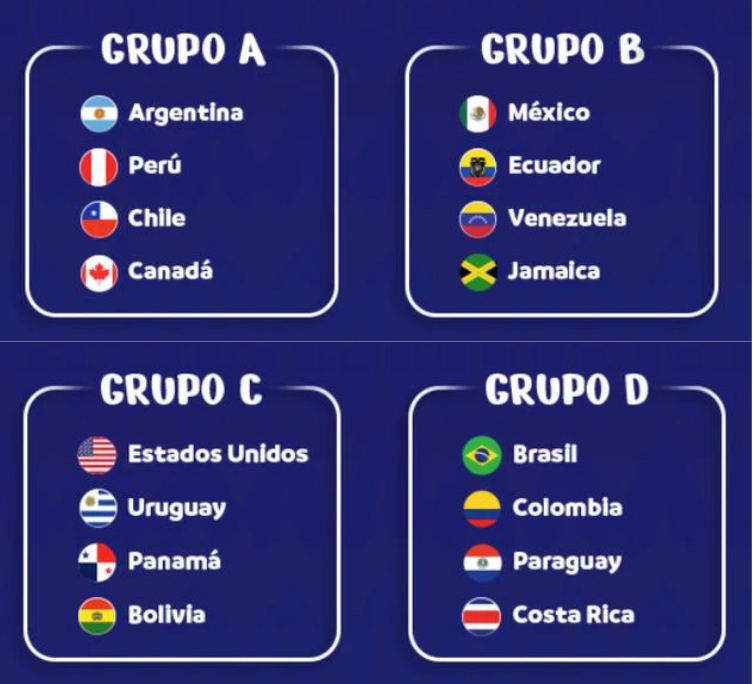 GRUPO A
Argentina
Perú
Chile
Canadá
GRUPO B
México
Ecuador
Venezuela
Jamaica
GRUPO C
Estados Unidos
Uruguay
Panamá
Bolivia
GRUPO D
Brasil
Colombia
Paraguay
Costa Rica